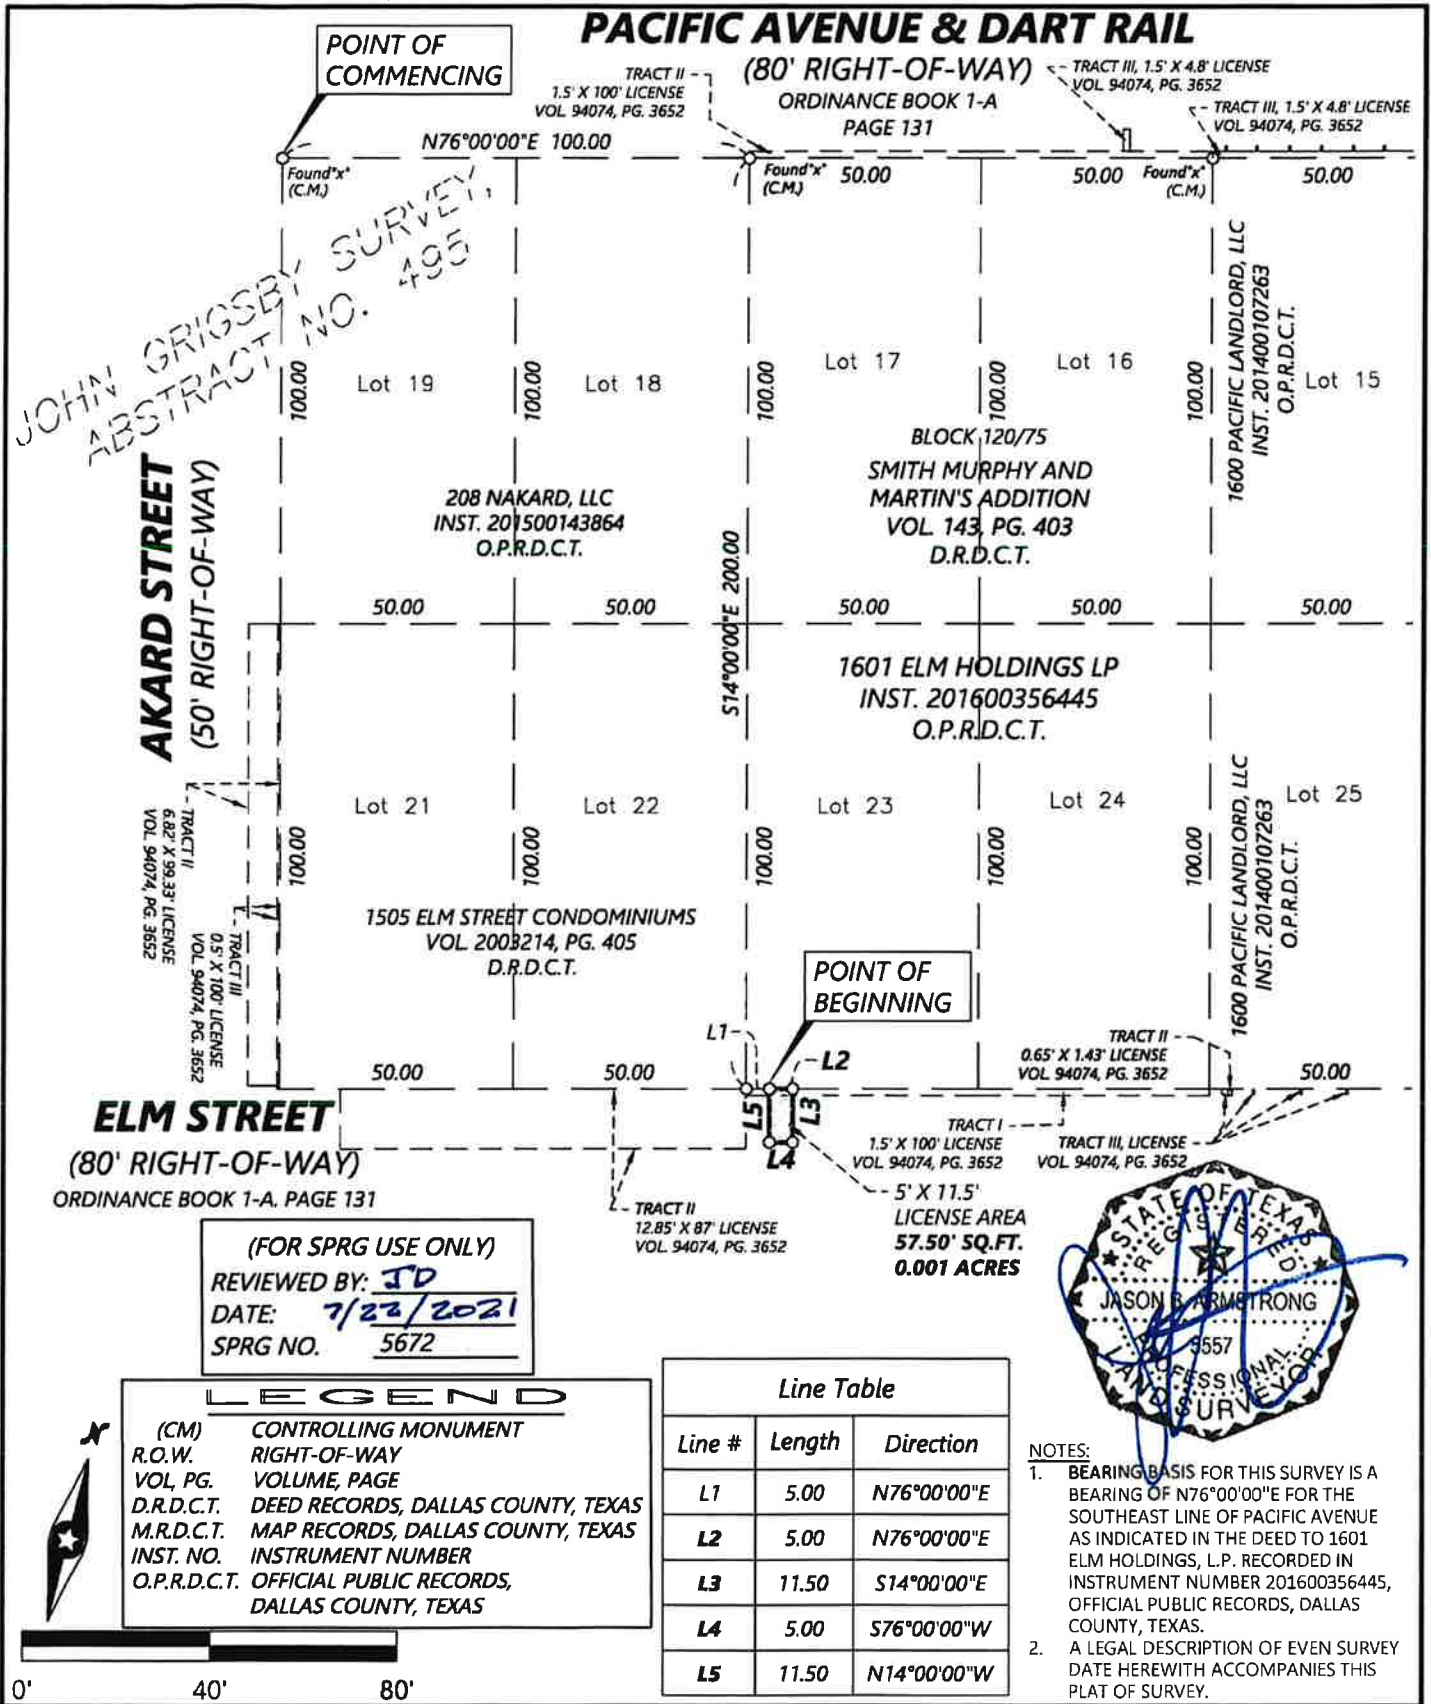 PACIFIC AVENUE & DART RAIL
(80' RIGHT-OF-WAY)
ORDINANCE BOOK 1-A
PAGE 131
POINT OF
COMMENCING
TRACT II
1.5' X 100' LICENSE
VOL. 94074, PG. 3652
TRACT III, 1.5' X 4.8' LICENSE
VOL. 94074, PG. 3652
TRACT III, 1.5' X 4.8' LICENSE
VOL. 94074, PG. 3652
N76°00'00"E 100.00
Found"x"
(C.M.)
Found"x"
(C.M.)
50.00
50.00
Found"x"
(C.M.)
50.00
JOHN GRIGSBY SURVEY,
ABSTRACT NO. 495
100.00
Lot 19
100.00
Lot 18
100.00
Lot 17
100.00
Lot 16
100.00
Lot 15
1600 PACIFIC LANDLORD, LLC
INST. 201400107263
O.P.R.D.C.T.
BLOCK 120/75
SMITH MURPHY AND
MARTIN'S ADDITION
VOL. 143, PG. 403
D.R.D.C.T.
208 NAKARD, LLC
INST. 201500143864
O.P.R.D.C.T.
AKARD STREET
(50' RIGHT-OF-WAY)
S14°00'00"E 200.00
50.00
50.00
50.00
50.00
50.00
1601 ELM HOLDINGS LP
INST. 201600356445
O.P.R.D.C.T.
TRACT II
6.82' X 99.33' LICENSE
VOL. 94074, PG. 3652
TRACT III
0.5' X 100' LICENSE
VOL. 94074, PG. 3652
100.00
Lot 21
100.00
Lot 22
100.00
Lot 23
100.00
Lot 24
100.00
Lot 25
1600 PACIFIC LANDLORD, LLC
INST. 201400107263
O.P.R.D.C.T.
1505 ELM STREET CONDOMINIUMS
VOL. 2003214, PG. 405
D.R.D.C.T.
POINT OF
BEGINNING
L1
L2
L5
L3
L4
50.00
50.00
TRACT II
0.65' X 1.43' LICENSE
VOL. 94074, PG. 3652
50.00
ELM STREET
(80' RIGHT-OF-WAY)
ORDINANCE BOOK 1-A. PAGE 131
TRACT I
1.5' X 100' LICENSE
VOL. 94074, PG. 3652
TRACT III, LICENSE
VOL. 94074, PG. 3652
TRACT II
12.85' X 87' LICENSE
VOL. 94074, PG. 3652
5' X 11.5'
LICENSE AREA
57.50' SQ.FT.
0.001 ACRES
STATE OF TEXAS
REGISTERED
JASON B. ARMSTRONG
5557
PROFESSIONAL
LAND SURVEYOR
(FOR SPRG USE ONLY)
REVIEWED BY: JD
DATE: 7/22/2021
SPRG NO. 5672
LEGEND
(CM) CONTROLLING MONUMENT
R.O.W. RIGHT-OF-WAY
VOL, PG. VOLUME, PAGE
D.R.D.C.T. DEED RECORDS, DALLAS COUNTY, TEXAS
M.R.D.C.T. MAP RECORDS, DALLAS COUNTY, TEXAS
INST. NO. INSTRUMENT NUMBER
O.P.R.D.C.T. OFFICIAL PUBLIC RECORDS,
DALLAS COUNTY, TEXAS
N
0' 40' 80'
Line Table
Line # Length Direction
L1 5.00 N76°00'00"E
L2 5.00 N76°00'00"E
L3 11.50 S14°00'00"E
L4 5.00 S76°00'00"W
L5 11.50 N14°00'00"W
NOTES:
1. BEARING BASIS FOR THIS SURVEY IS A
BEARING OF N76°00'00"E FOR THE
SOUTHEAST LINE OF PACIFIC AVENUE
AS INDICATED IN THE DEED TO 1601
ELM HOLDINGS, L.P. RECORDED IN
INSTRUMENT NUMBER 201600356445,
OFFICIAL PUBLIC RECORDS, DALLAS
COUNTY, TEXAS.
2. A LEGAL DESCRIPTION OF EVEN SURVEY
DATE HEREWITH ACCOMPANIES THIS
PLAT OF SURVEY.